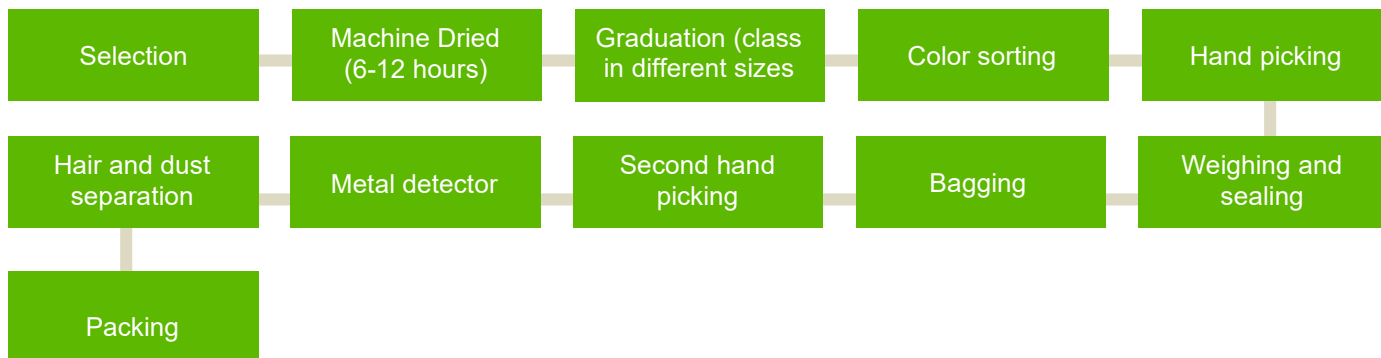 Selection
Machine Dried
(6-12 hours)
Graduation (class
in different sizes
Color sorting
Hand picking
Hair and dust
separation
Metal detector
Second hand
picking
Bagging
Weighing and
sealing
Packing